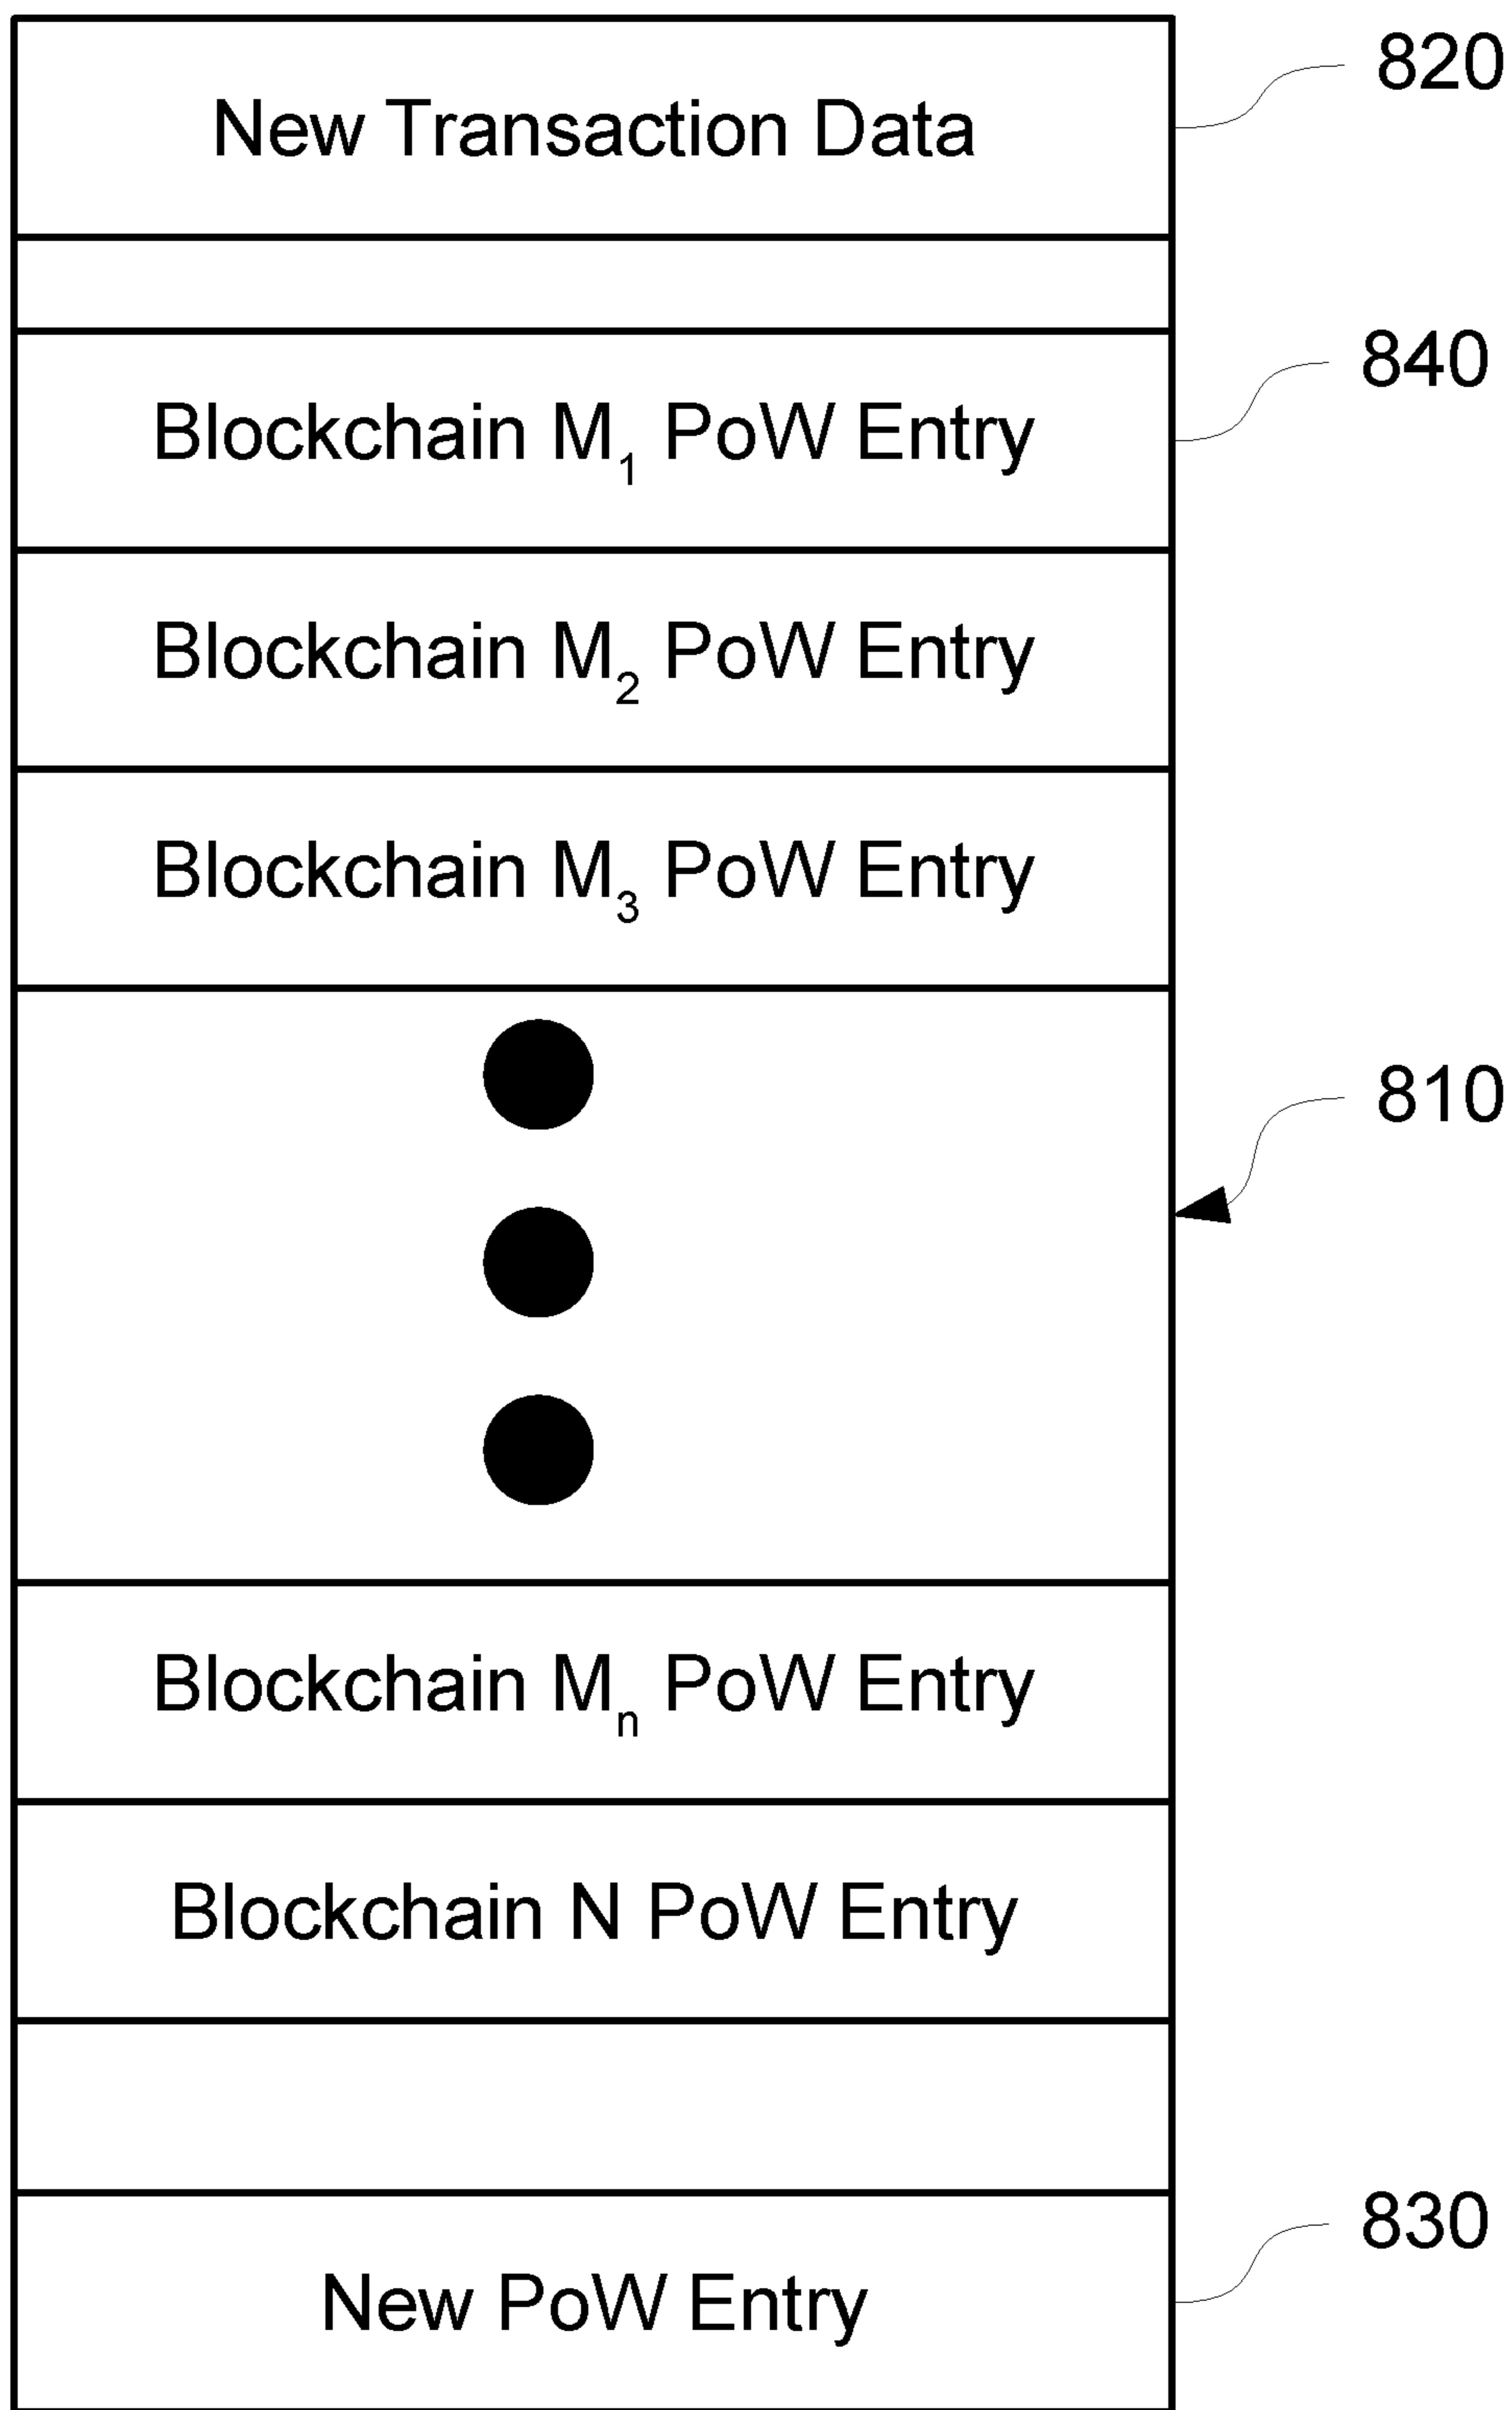 New Transaction Data
820
Blockchain M₁ PoW Entry
840
Blockchain M₂ PoW Entry
Blockchain M₃ PoW Entry
810
Blockchain Mₙ PoW Entry
Blockchain N PoW Entry
New PoW Entry
830